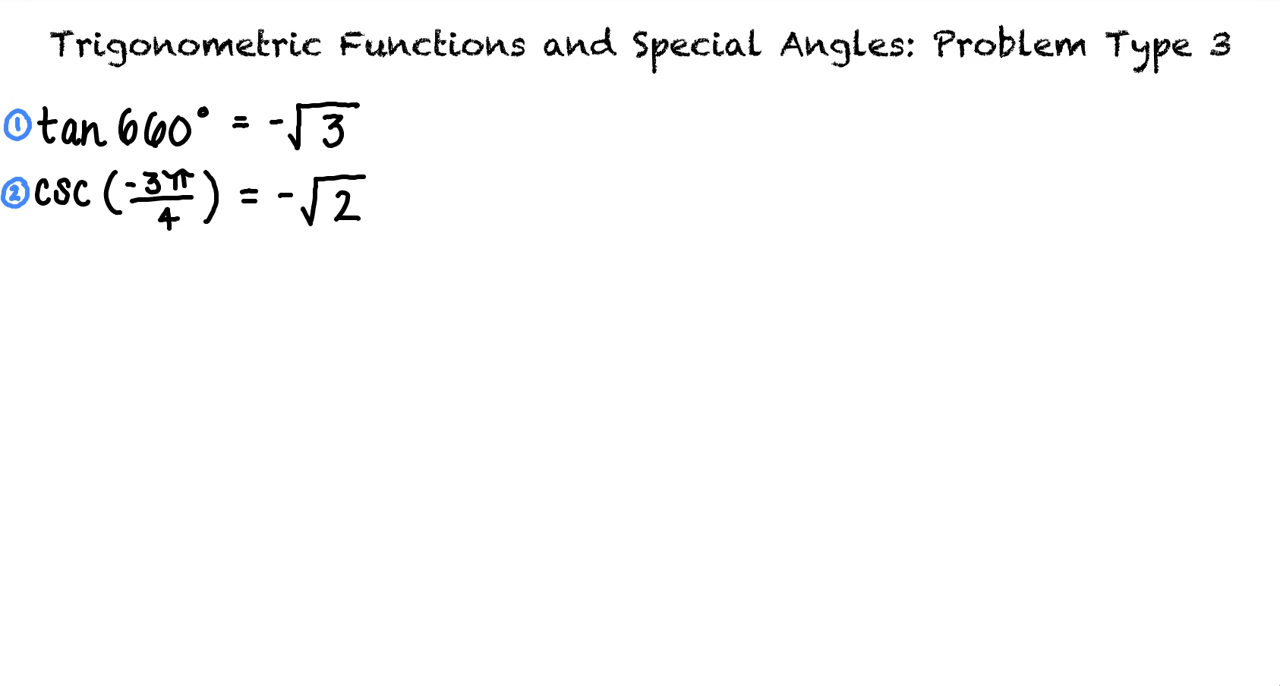 Trigonometric Functions and Special Angles: Problem Type 3
① tan 660° = -√3
② csc (-3π/4) = -√2